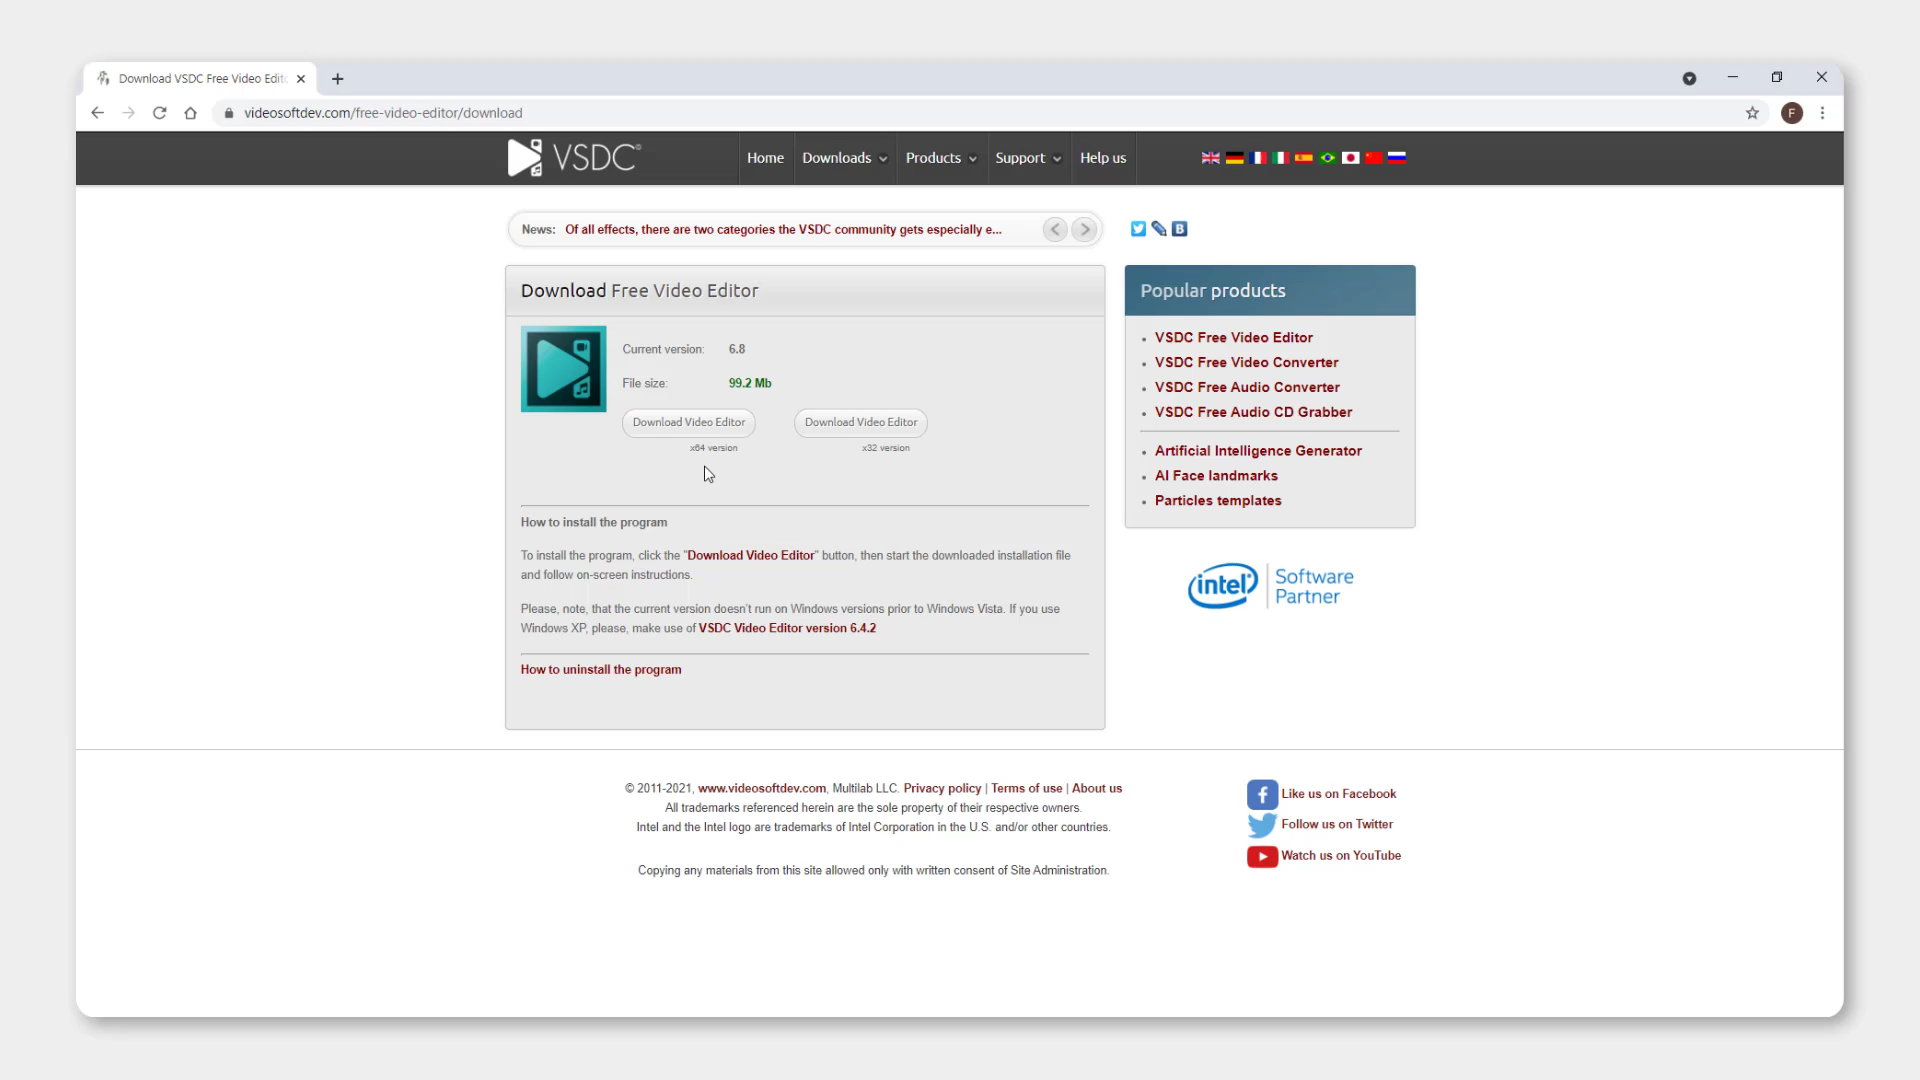 Download VSDC Free Video Edit
videosoftdev.com/free-video-editor/download
F
VSDC
Home
Downloads
Products
Support
Help us
News: Of all effects, there are two categories the VSDC community gets especially e...
B
Download Free Video Editor
Current version: 6.8
File size: 99.2 Mb
Download Video Editor
x64 version
Download Video Editor
x32 version
How to install the program
To install the program, click the "Download Video Editor" button, then start the downloaded installation file
and follow on-screen instructions.
Please, note, that the current version doesn't run on Windows versions prior to Windows Vista. If you use
Windows XP, please, make use of VSDC Video Editor version 6.4.2
How to uninstall the program
Popular products
VSDC Free Video Editor
VSDC Free Video Converter
VSDC Free Audio Converter
VSDC Free Audio CD Grabber
Artificial Intelligence Generator
AI Face landmarks
Particles templates
intel Software
Partner
© 2011-2021, www.videosoftdev.com, Multilab LLC. Privacy policy | Terms of use | About us
All trademarks referenced herein are the sole property of their respective owners.
Intel and the Intel logo are trademarks of Intel Corporation in the U.S. and/or other countries.
Copying any materials from this site allowed only with written consent of Site Administration.
Like us on Facebook
Follow us on Twitter
Watch us on YouTube